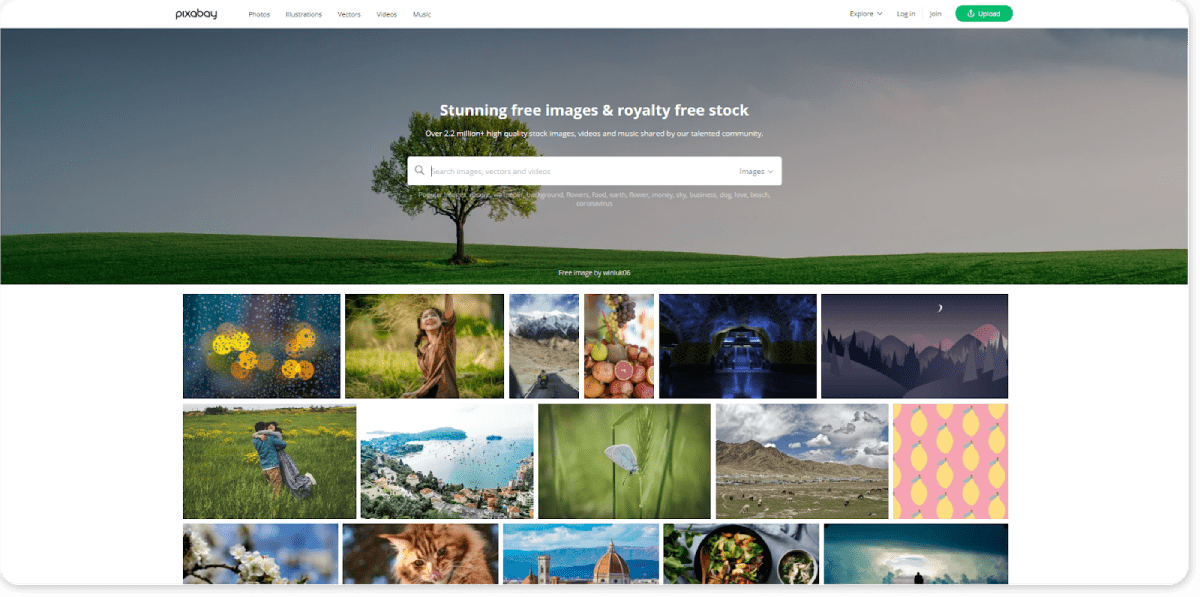 pixabay Photos Illustrations Vectors Videos Music Explore Log in Join Upload
Stunning free images & royalty free stock
Over 2.2 million+ high quality stock images, videos and music shared by our talented community.
Search images, vectors and videos Images
background, flowers, food, earth, flower, money, sky, business, dog, love, beach,
coronavirus
Free image by winluk06